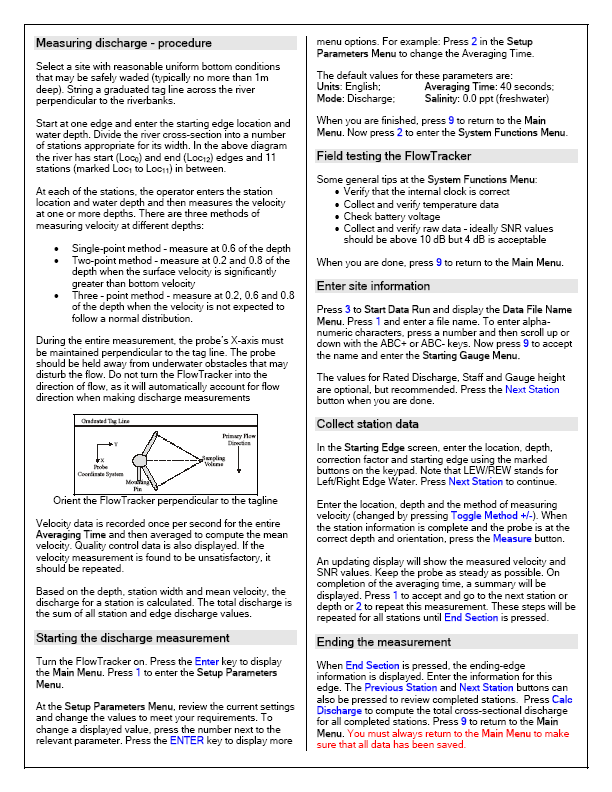 Measuring discharge - procedure
Select a site with reasonable uniform bottom conditions
that may be safely waded (typically no more than 1m
deep). String a graduated tag line across the river
perpendicular to the riverbanks.
Start at one edge and enter the starting edge location and
water depth. Divide the river cross-section into a number
of stations appropriate for its width. In the above diagram
the river has start (Loc0) and end (Loc12) edges and 11
stations (marked Loc1 to Loc11) in between.
At each of the stations, the operator enters the station
location and water depth and then measures the velocity
at one or more depths. There are three methods of
measuring velocity at different depths:
• Single-point method - measure at 0.6 of the depth
• Two-point method - measure at 0.2 and 0.8 of the
depth when the surface velocity is significantly
greater than bottom velocity
• Three - point method - measure at 0.2, 0.6 and 0.8
of the depth when the velocity is not expected to
follow a normal distribution.
During the entire measurement, the probe's X-axis must
be maintained perpendicular to the tag line. The probe
should be held away from underwater obstacles that may
disturb the flow. Do not turn the FlowTracker into the
direction of flow, as it will automatically account for flow
direction when making discharge measurements
Graduated Tag Line
Y
X
Probe
Coordinate System
Mounting
Pin
Sampling
Volume
Primary Flow
Direction
Orient the FlowTracker perpendicular to the tagline
Velocity data is recorded once per second for the entire
Averaging Time and then averaged to compute the mean
velocity. Quality control data is also displayed. If the
velocity measurement is found to be unsatisfactory, it
should be repeated.
Based on the depth, station width and mean velocity, the
discharge for a station is calculated. The total discharge is
the sum of all station and edge discharge values.
Starting the discharge measurement
Turn the FlowTracker on. Press the Enter key to display
the Main Menu. Press 1 to enter the Setup Parameters
Menu.
At the Setup Parameters Menu, review the current settings
and change the values to meet your requirements. To
change a displayed value, press the number next to the
relevant parameter. Press the ENTER key to display more
menu options. For example: Press 2 in the Setup
Parameters Menu to change the Averaging Time.
The default values for these parameters are:
Units: English; Averaging Time: 40 seconds;
Mode: Discharge; Salinity: 0.0 ppt (freshwater)
When you are finished, press 9 to return to the Main
Menu. Now press 2 to enter the System Functions Menu.
Field testing the FlowTracker
Some general tips at the System Functions Menu:
• Verify that the internal clock is correct
• Collect and verify temperature data
• Check battery voltage
• Collect and verify raw data - ideally SNR values
should be above 10 dB but 4 dB is acceptable
When you are done, press 9 to return to the Main Menu.
Enter site information
Press 3 to Start Data Run and display the Data File Name
Menu. Press 1 and enter a file name. To enter alpha-
numeric characters, press a number and then scroll up or
down with the ABC+ or ABC- keys. Now press 9 to accept
the name and enter the Starting Gauge Menu.
The values for Rated Discharge, Staff and Gauge height
are optional, but recommended. Press the Next Station
button when you are done.
Collect station data
In the Starting Edge screen, enter the location, depth,
correction factor and starting edge using the marked
buttons on the keypad. Note that LEW/REW stands for
Left/Right Edge Water. Press Next Station to continue.
Enter the location, depth and the method of measuring
velocity (changed by pressing Toggle Method +/-). When
the station information is complete and the probe is at the
correct depth and orientation, press the Measure button.
An updating display will show the measured velocity and
SNR values. Keep the probe as steady as possible. On
completion of the averaging time, a summary will be
displayed. Press 1 to accept and go to the next station or
depth or 2 to repeat this measurement. These steps will be
repeated for all stations until End Section is pressed.
Ending the measurement
When End Section is pressed, the ending-edge
information is displayed. Enter the information for this
edge. The Previous Station and Next Station buttons can
also be pressed to review completed stations. Press Calc
Discharge to compute the total cross-sectional discharge
for all completed stations. Press 9 to return to the Main
Menu. You must always return to the Main Menu to make
sure that all data has been saved.